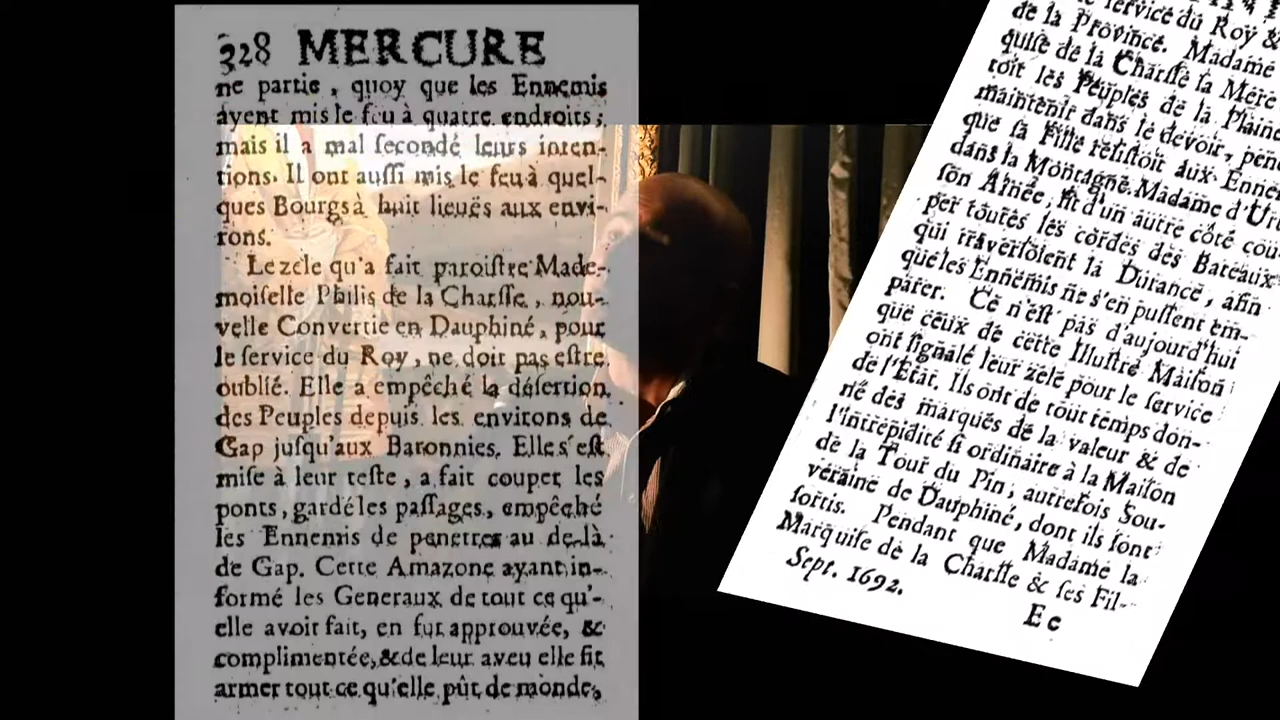 328 MERCURE
ne partie, quoy que les Ennemis
ayent mis le feu à quatre endroits;
mais il a mal ſecondé leurs inten-
tions. Il ont auſſi mis le feu à quel-
ques Bourgs à huit lieuës aux envi-
rons.
Le zele qu'a fait paroiſtre Made-
moiſelle Philis de la Charſſe, nou-
velle Convertie en Dauphiné, pour
le ſervice du Roy, ne doit pas eſtre
oublié. Elle a empêché la déſertion
des Peuples depuis les environs de
Gap juſqu'aux Baronnies. Elle s'eſt
miſe à leur teſte, a fait couper les
ponts, gardé les paſſages, empêché
les Ennemis de penetrer au de-là
de Gap. Cette Amazone ayant in-
formé les Generaux de tout ce qu'-
elle avoit fait, en fut approuvée, &
complimentée, & de leur aveu elle fit
armer tout ce qu'elle pût de monde,
ſervice du Roy &
de la Province. Madame
quiſe de la Charſſe la Mere
toit les Peuples de la Plaine
maintenir dans le devoir, pen
que ſa Fille reſiſtoit aux Enne
dans la Montagne. Madame d'Ur
ſon Aînée, fit d'un autre côté cou-
per toutes les cordes des Bateaux
qui traverſoient la Durance, afin
que les Ennemis ne s'en puſſent em-
parer. Ce n'eſt pas d'aujourd'hui
que ceux de cette Illuſtre Maiſon
ont ſignalé leur zele pour le ſervice
de l'Etat. Ils ont de tout temps don-
né des marques de la valeur & de
l'intrepidité ſi ordinaire à la Maiſon
de la Tour du Pin, autrefois Sou-
veraine de Dauphiné, dont ils ſont
ſortis. Pendant que Madame la
Marquiſe de la Charſſe & ſes Fil-
Sept. 1692.
E e